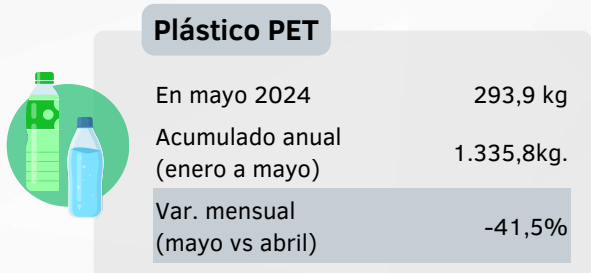 Plástico PET
En mayo 2024 293,9 kg
Acumulado anual
(enero a mayo) 1.335,8kg.
Var. mensual
(mayo vs abril) -41,5%